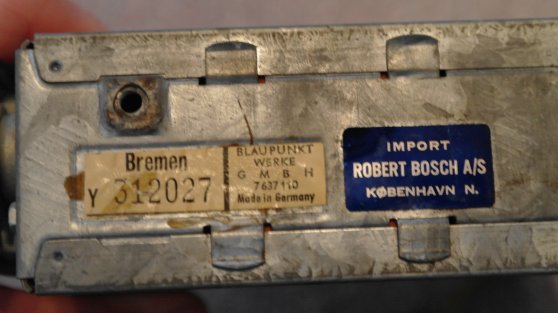 Bremen
Y 312027
BLAUPUNKT
WERKE
G M B H
7637110
Made in Germany
IMPORT
ROBERT BOSCH A/S
KØBENHAVN N.